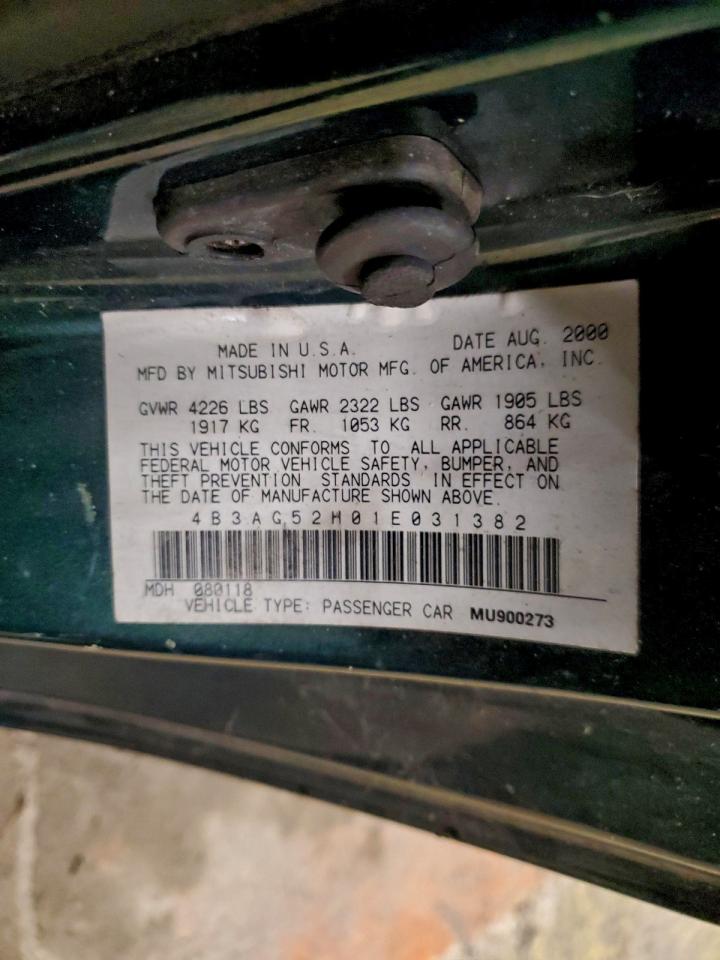 MADE IN U.S.A. DATE AUG. 2000
MFD BY MITSUBISHI MOTOR MFG. OF AMERICA, INC.
GVWR 4226 LBS GAWR 2322 LBS GAWR 1905 LBS
1917 KG FR. 1053 KG RR. 864 KG
THIS VEHICLE CONFORMS TO ALL APPLICABLE
FEDERAL MOTOR VEHICLE SAFETY, BUMPER, AND
THEFT PREVENTION STANDARDS IN EFFECT ON
THE DATE OF MANUFACTURE SHOWN ABOVE.
4B3AG52H01E031382
MDH 080118
VEHICLE TYPE: PASSENGER CAR MU900273